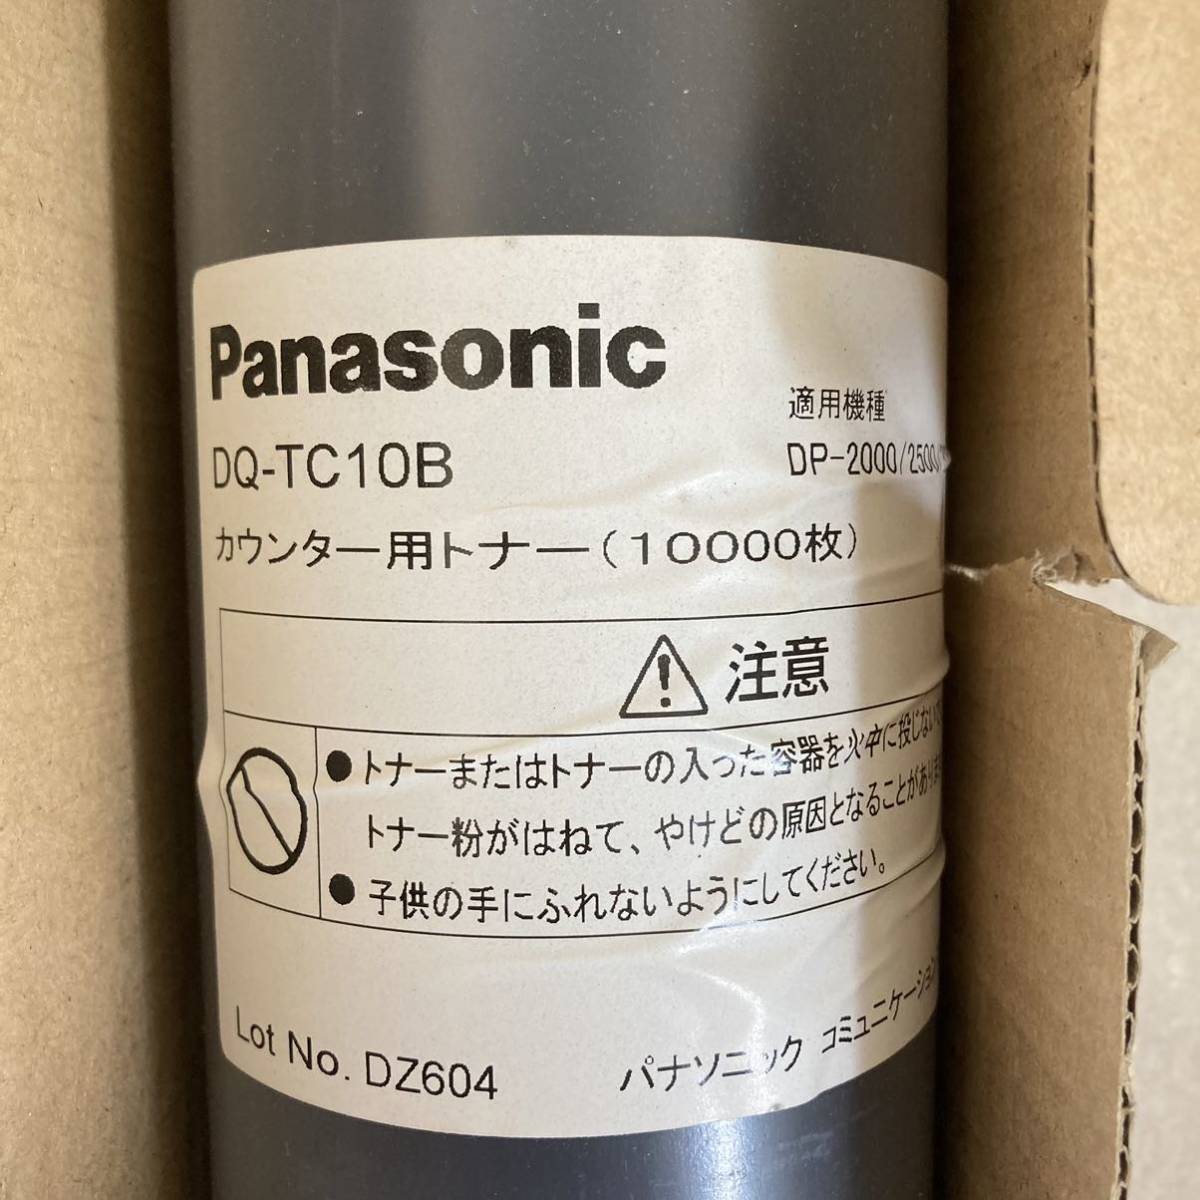 Panasonic
DQ-TC10B
適用機種
DP-2000/2500/
カウンター用トナー(10000枚)
注意
●トナーまたはトナーの入った容器を火中に投じない
トナー粉がはねて、やけどの原因となることがあり
●子供の手にふれないようにしてください。
Lot No. DZ604
パナソニック コミュニケーション